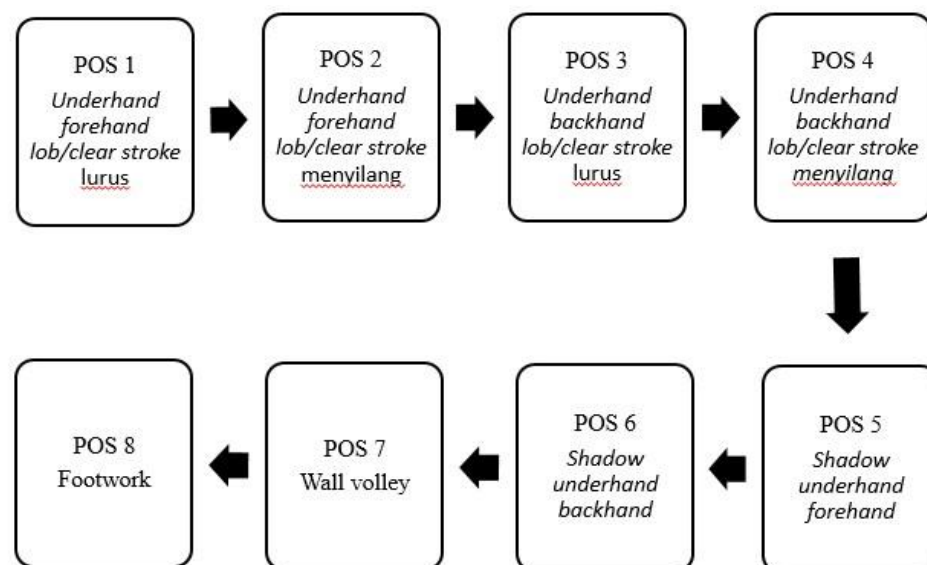 POS 1
Underhand
forehand
lob/clear stroke
lurus
POS 2
Underhand
forehand
lob/clear stroke
menyilang
POS 3
Underhand
backhand
lob/clear stroke
lurus
POS 4
Underhand
backhand
lob/clear stroke
menyilang
POS 5
Shadow
underhand
forehand
POS 6
Shadow
underhand
backhand
POS 7
Wall volley
POS 8
Footwork